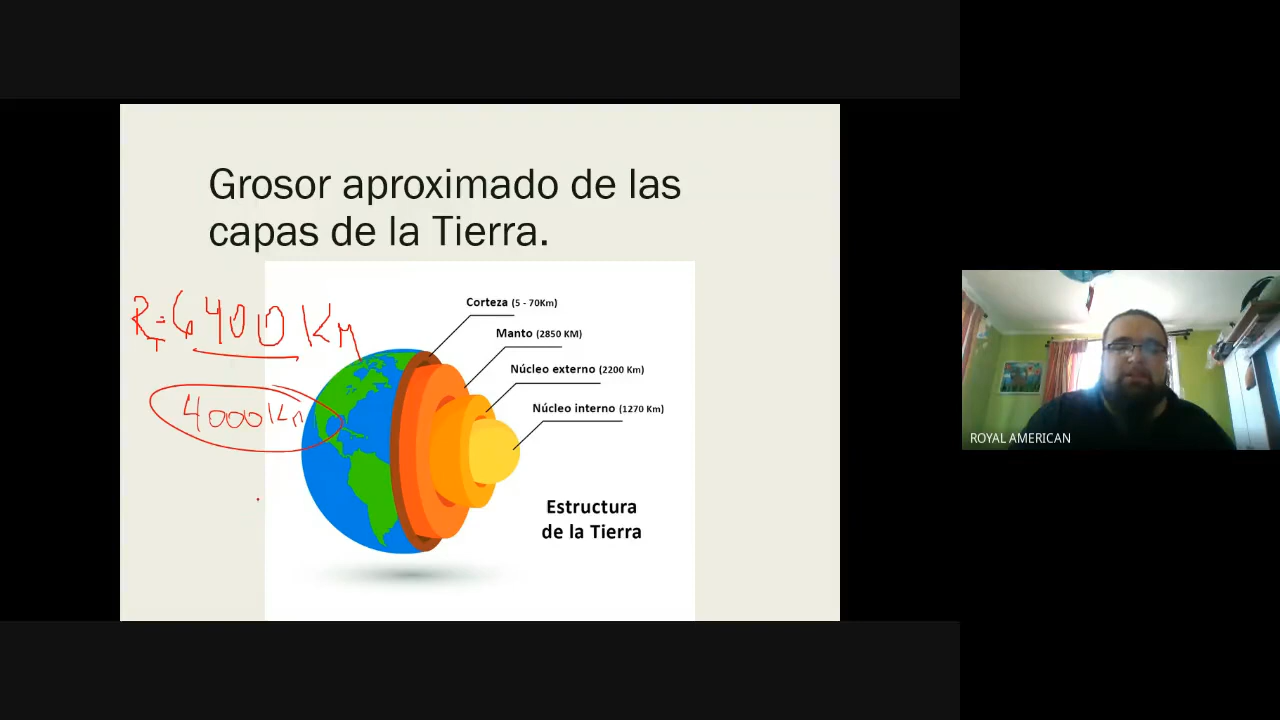 Grosor aproximado de las
capas de la Tierra.
R_T=6400 Km
4000Km
Corteza (5 - 70Km)
Manto (2850 KM)
Núcleo externo (2200 Km)
Núcleo interno (1270 Km)
Estructura
de la Tierra
ROYAL AMERICAN